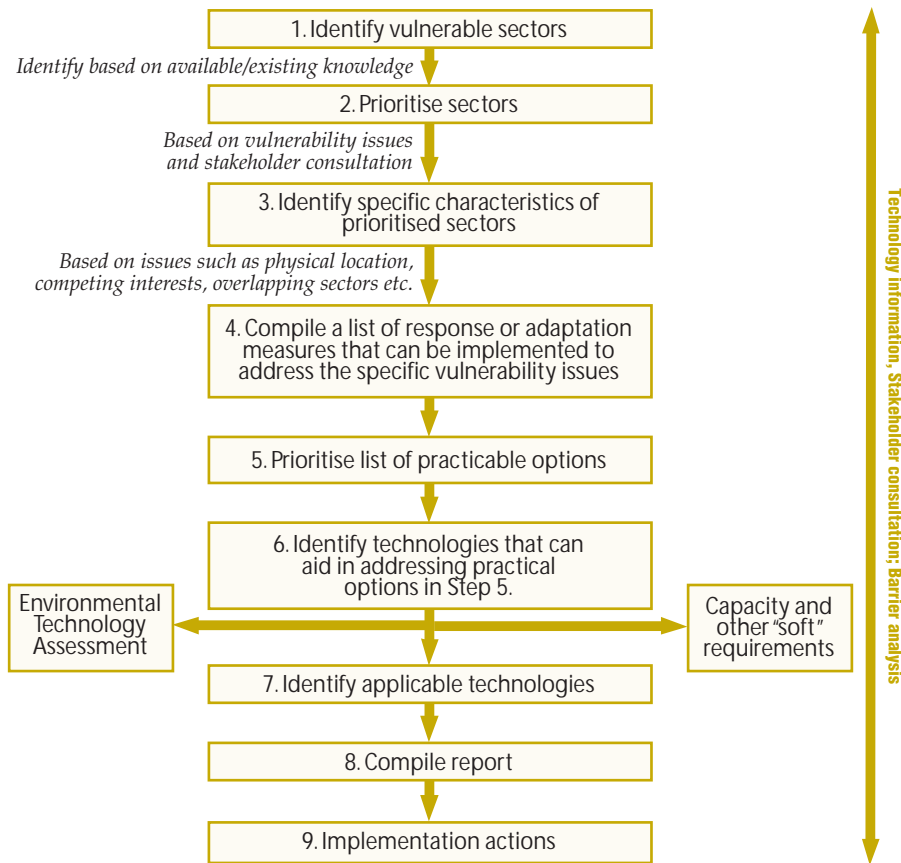 1. Identify vulnerable sectors
Identify based on available/existing knowledge
2. Prioritise sectors
Based on vulnerability issues
and stakeholder consultation
3. Identify specific characteristics of
prioritised sectors
Based on issues such as physical location,
competing interests, overlapping sectors etc.
4. Compile a list of response or adaptation
measures that can be implemented to
address the specific vulnerability issues
5. Prioritise list of practicable options
6. Identify technologies that can
aid in addressing practical
options in Step 5.
Environmental
Technology
Assessment
Capacity and
other “soft”
requirements
7. Identify applicable technologies
8. Compile report
9. Implementation actions
Technology information, Stakeholder consultation; Barrier analysis